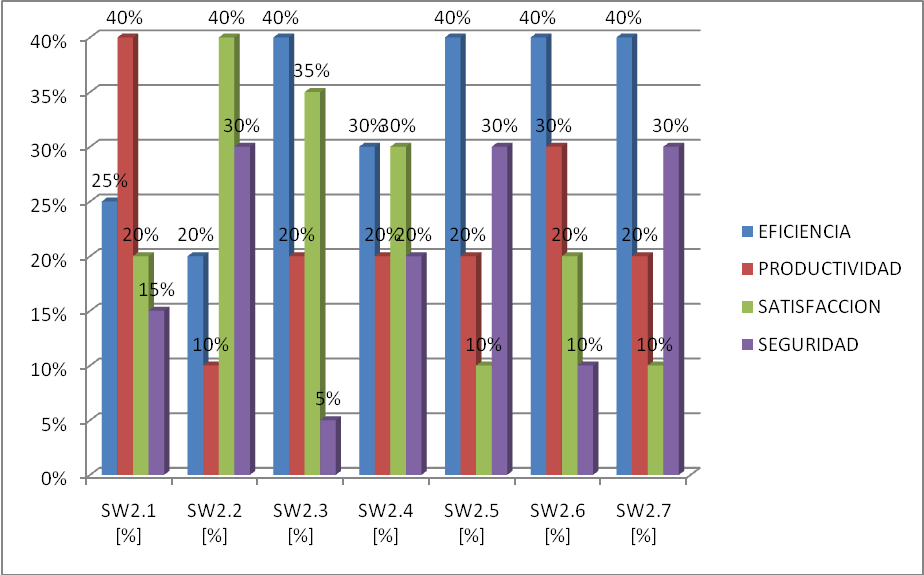 40%
35%
30%
25%
20%
15%
10%
5%
0%
25% 40% 20% 15%
20% 10% 40% 30%
40% 20% 35% 5%
30% 20% 30% 20%
40% 20% 10% 30%
40% 30% 20% 10%
40% 20% 10% 30%
SW2.1 SW2.2 SW2.3 SW2.4 SW2.5 SW2.6 SW2.7
[%] [%] [%] [%] [%] [%] [%]
EFICIENCIA
PRODUCTIVIDAD
SATISFACCION
SEGURIDAD